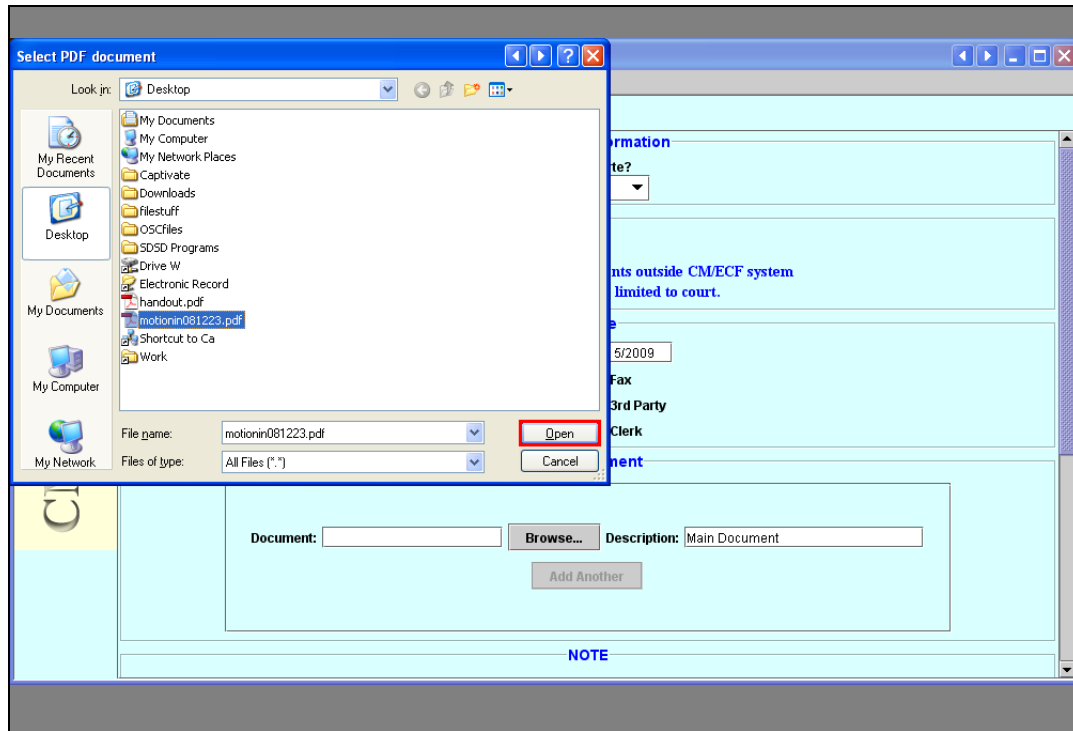 Select PDF document
Look in:
Desktop
My Recent
Documents
Desktop
My Documents
My Computer
My Network
My Documents
My Computer
My Network Places
Captivate
Downloads
filestuff
OSCfiles
SDSD Programs
Drive W
Electronic Record
handout.pdf
motionin081223.pdf
Shortcut to Ca
Work
File name:
motionin081223.pdf
Open
Files of type:
All Files (*.*)
Cancel
nts outside CM/ECF system
limited to court.
5/2009
Fax
3rd Party
Clerk
Document:
Browse...
Description:
Main Document
Add Another
NOTE